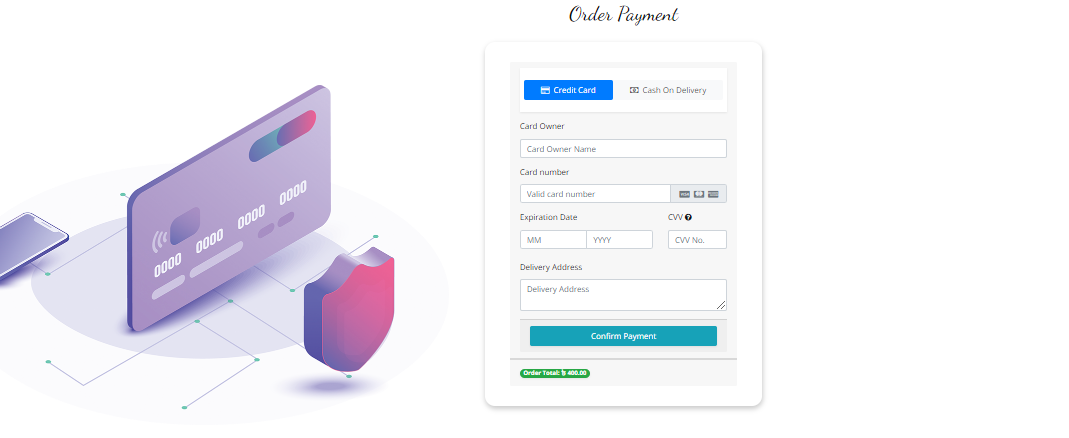 Order Payment
Credit Card
Cash On Delivery
Card Owner
Card Owner Name
Card number
Valid card number
Expiration Date
CVV
MM
YYYY
CVV No.
Delivery Address
Delivery Address
Confirm Payment
Order Total: ৳ 400.00
0000 0000 0000 0000